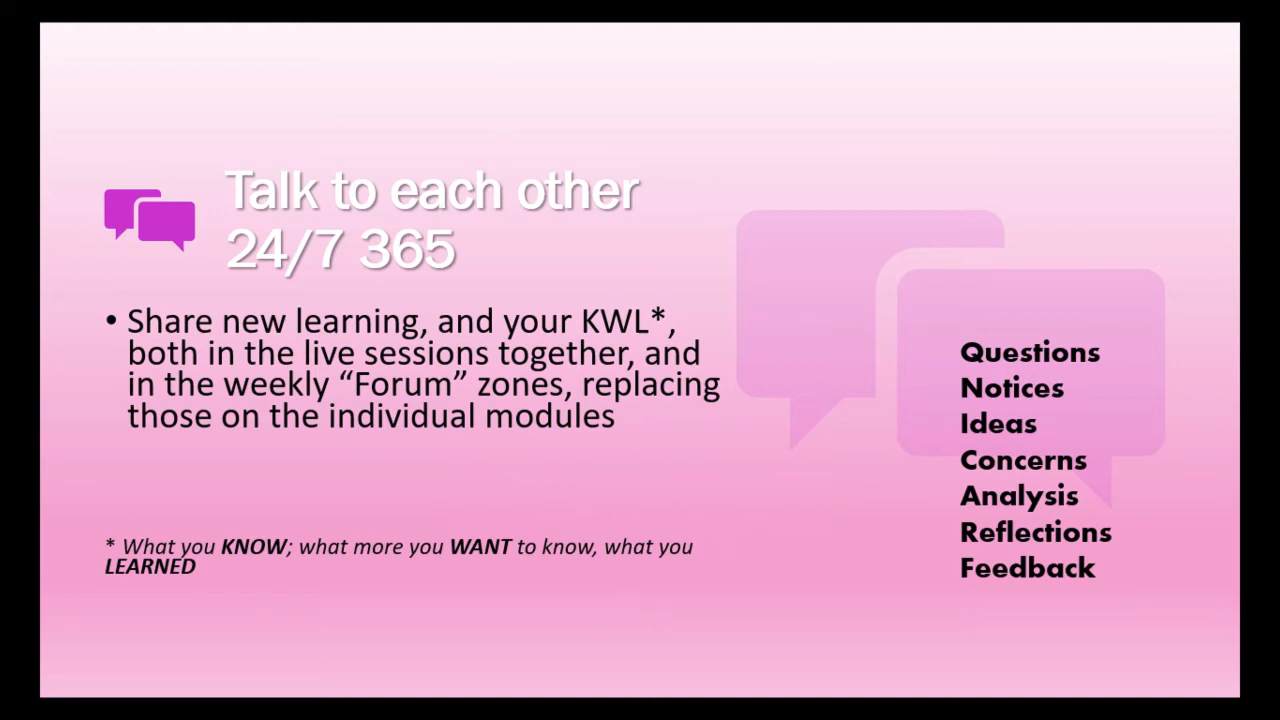 Talk to each other
24/7 365
• Share new learning, and your KWL*,
both in the live sessions together, and
in the weekly “Forum” zones, replacing
those on the individual modules
* What you KNOW; what more you WANT to know, what you
LEARNED
Questions
Notices
Ideas
Concerns
Analysis
Reflections
Feedback